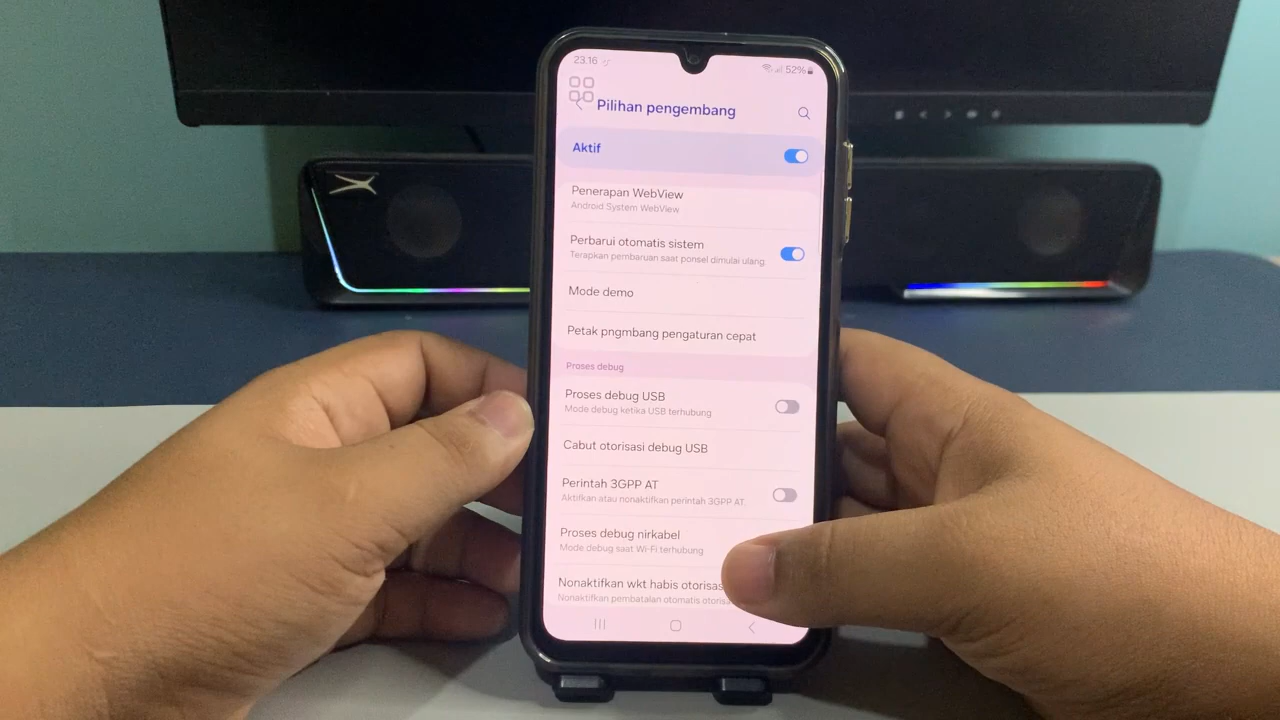 23.16
52%
Pilihan pengembang
Aktif
Penerapan WebView
Android System WebView
Perbarui otomatis sistem
Terapkan pembaruan saat ponsel dimulai ulang.
Mode demo
Petak pngmbang pengaturan cepat
Proses debug
Proses debug USB
Mode debug ketika USB terhubung
Cabut otorisasi debug USB
Perintah 3GPP AT
Aktifkan atau nonaktifkan perintah 3GPP AT.
Proses debug nirkabel
Mode debug saat Wi-Fi terhubung
Nonaktifkan wkt habis otorisas
Nonaktifkan pembatalan otomatis otorisa